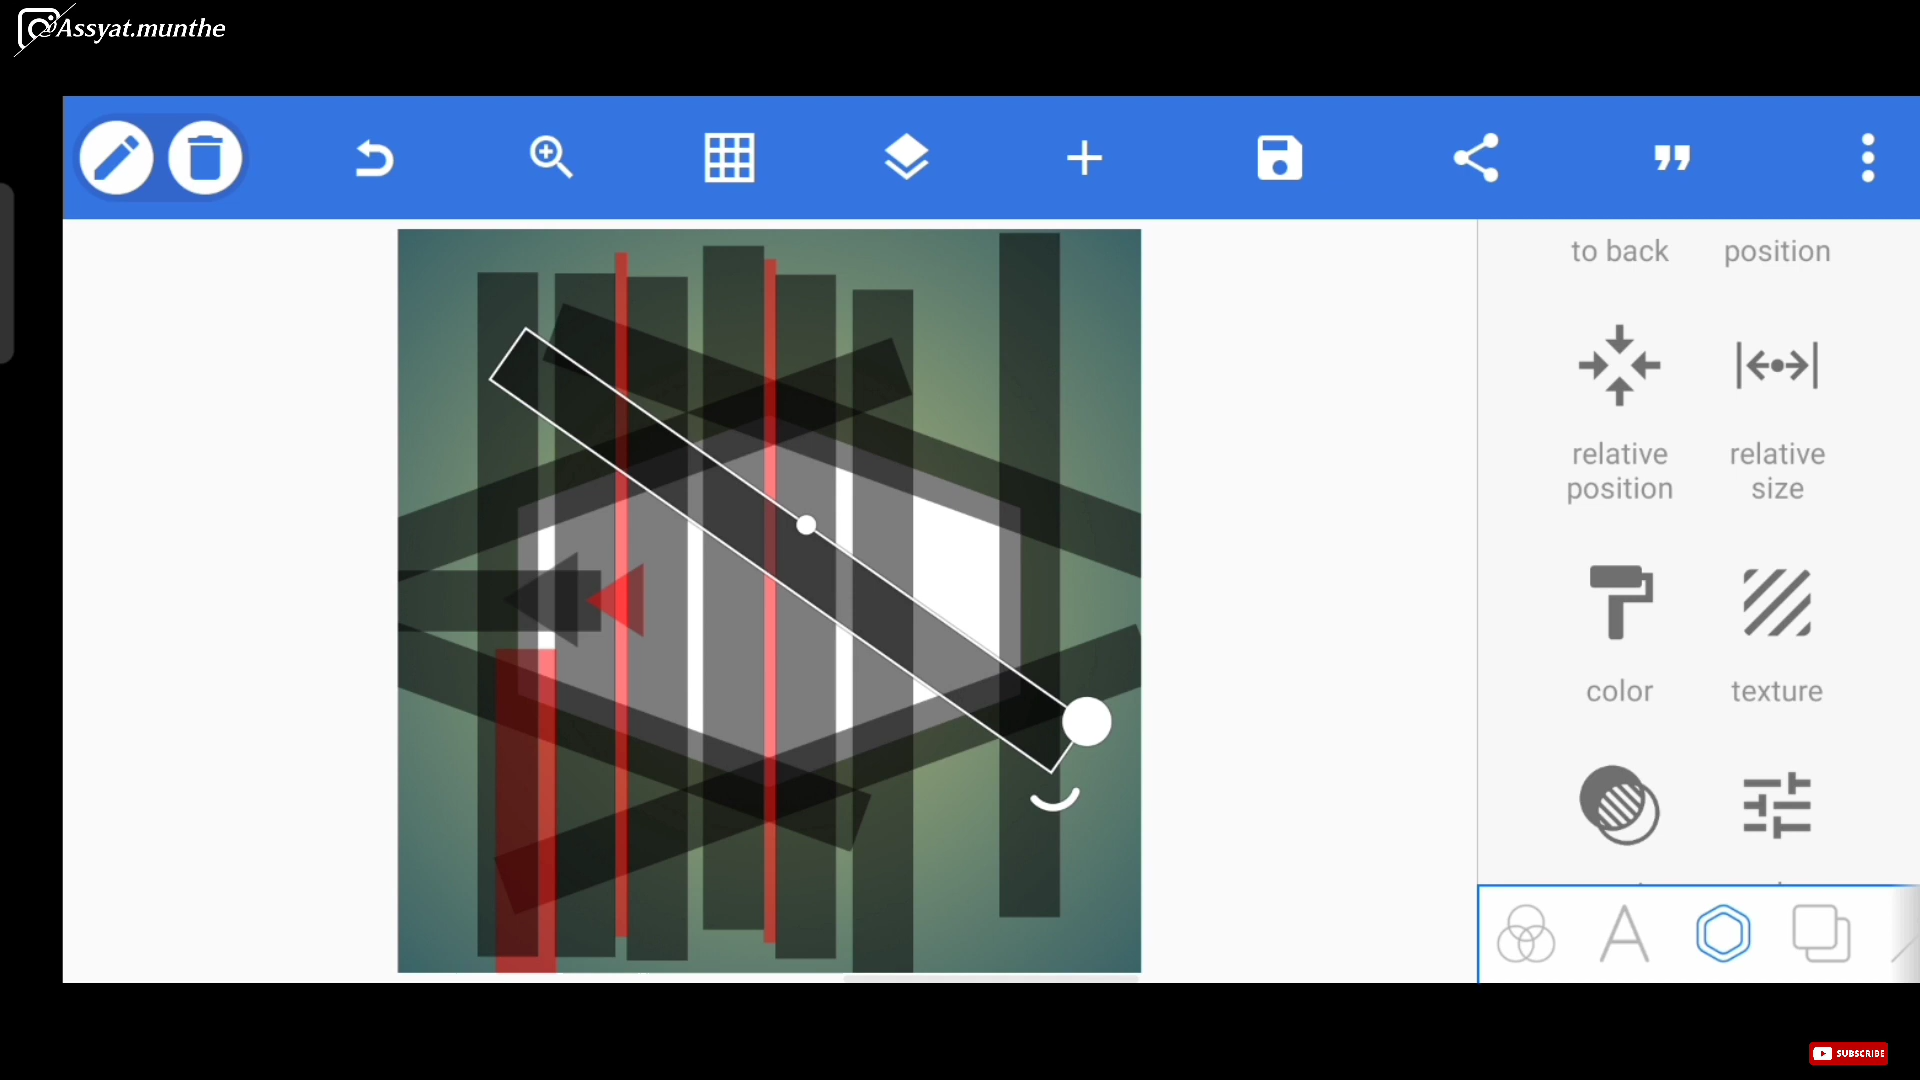 @Assyat.munthe
to back
position
relative
position
relative
size
color
texture
SUBSCRIBE